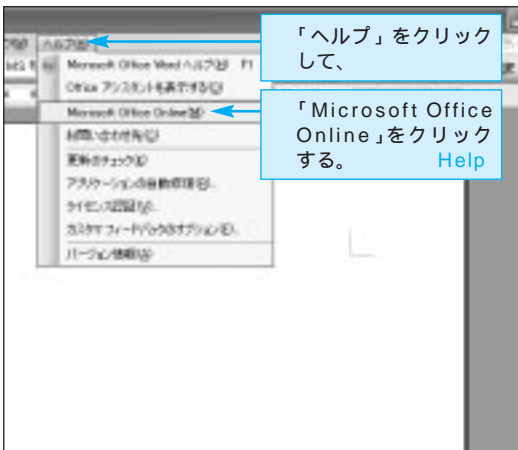 ヘルプ(H)
「ヘルプ」をクリック
して、
Microsoft Office Word ヘルプ(H) F1
Office アシスタントを表示する(O)
Microsoft Office Online(M)
「Microsoft Office
Online」をクリック
する。 Help
お問い合わせ先(C)
更新のチェック(K)
アプリケーションの自動修復(R)...
ライセンス認証(V)...
カスタマ フィードバックのオプション(E)...
バージョン情報(A)